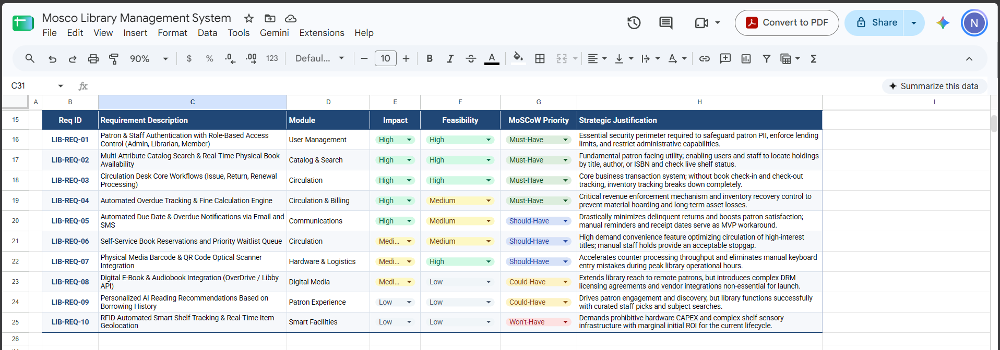 Mosco Library Management System
File Edit View Insert Format Data Tools Gemini Extensions Help
Convert to PDF
Share
N
90%
$ % .0 .00 123
Defaul...
10
B I A
C31
fx
Summarize this data
A B C D E F G H I
15 Req ID Requirement Description Module Impact Feasibility MoSCoW Priority Strategic Justification
16 LIB-REQ-01 Patron & Staff Authentication with Role-Based Access
Control (Admin, Librarian, Member) User Management High High Must-Have Essential security perimeter required to safeguard patron PII, enforce lending
limits, and restrict administrative capabilities.
17 LIB-REQ-02 Multi-Attribute Catalog Search & Real-Time Physical Book
Availability Catalog & Search High High Must-Have Fundamental patron-facing utility; enabling users and staff to locate holdings
by title, author, or ISBN and check live shelf status.
18 LIB-REQ-03 Circulation Desk Core Workflows (Issue, Return, Renewal
Processing) Circulation High High Must-Have Core business transaction system; without book check-in and check-out
tracking, inventory tracking breaks down completely.
19 LIB-REQ-04 Automated Overdue Tracking & Fine Calculation Engine Circulation & Billing High Medium Must-Have Critical revenue enforcement mechanism and inventory recovery control to
prevent material hoarding and long-term asset losses.
20 LIB-REQ-05 Automated Due Date & Overdue Notifications via Email and
SMS Communications High Medium Should-Have Drastically minimizes delinquent returns and boosts patron satisfaction;
manual reminders and receipt dates serve as MVP workaround.
21 LIB-REQ-06 Self-Service Book Reservations and Priority Waitlist Queue Circulation Medi... Medium Should-Have High demand convenience feature optimizing circulation of high-interest
titles; manual staff holds provide an acceptable stopgap.
22 LIB-REQ-07 Physical Media Barcode & QR Code Optical Scanner
Integration Hardware & Logistics Medi... High Should-Have Accelerates counter processing throughput and eliminates manual keyboard
entry mistakes during peak library operational hours.
23 LIB-REQ-08 Digital E-Book & Audiobook Integration (OverDrive / Libby
API) Digital Media Medi... Low Could-Have Extends library reach to remote patrons, but introduces complex DRM
licensing agreements and vendor integrations non-essential for launch.
24 LIB-REQ-09 Personalized AI Reading Recommendations Based on
Borrowing History Patron Experience Low Low Could-Have Drives patron engagement and discovery, but library functions successfully
with curated staff picks and subject searches.
25 LIB-REQ-10 RFID Automated Smart Shelf Tracking & Real-Time Item
Geolocation Smart Facilities Low Low Won't-Have Demands prohibitive hardware CAPEX and complex shelf sensory
infrastructure with marginal initial ROI for the current lifecycle.
26